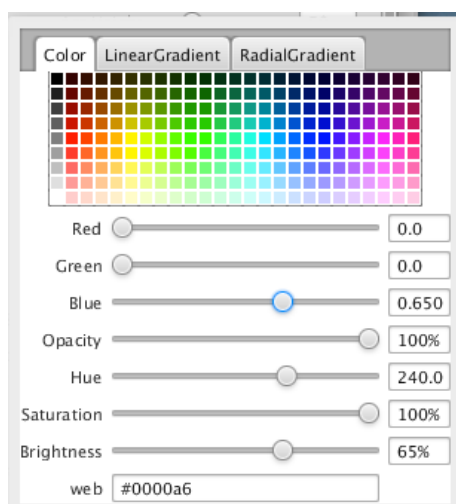 Color LinearGradient RadialGradient
Red 0.0
Green 0.0
Blue 0.650
Opacity 100%
Hue 240.0
Saturation 100%
Brightness 65%
web #0000a6